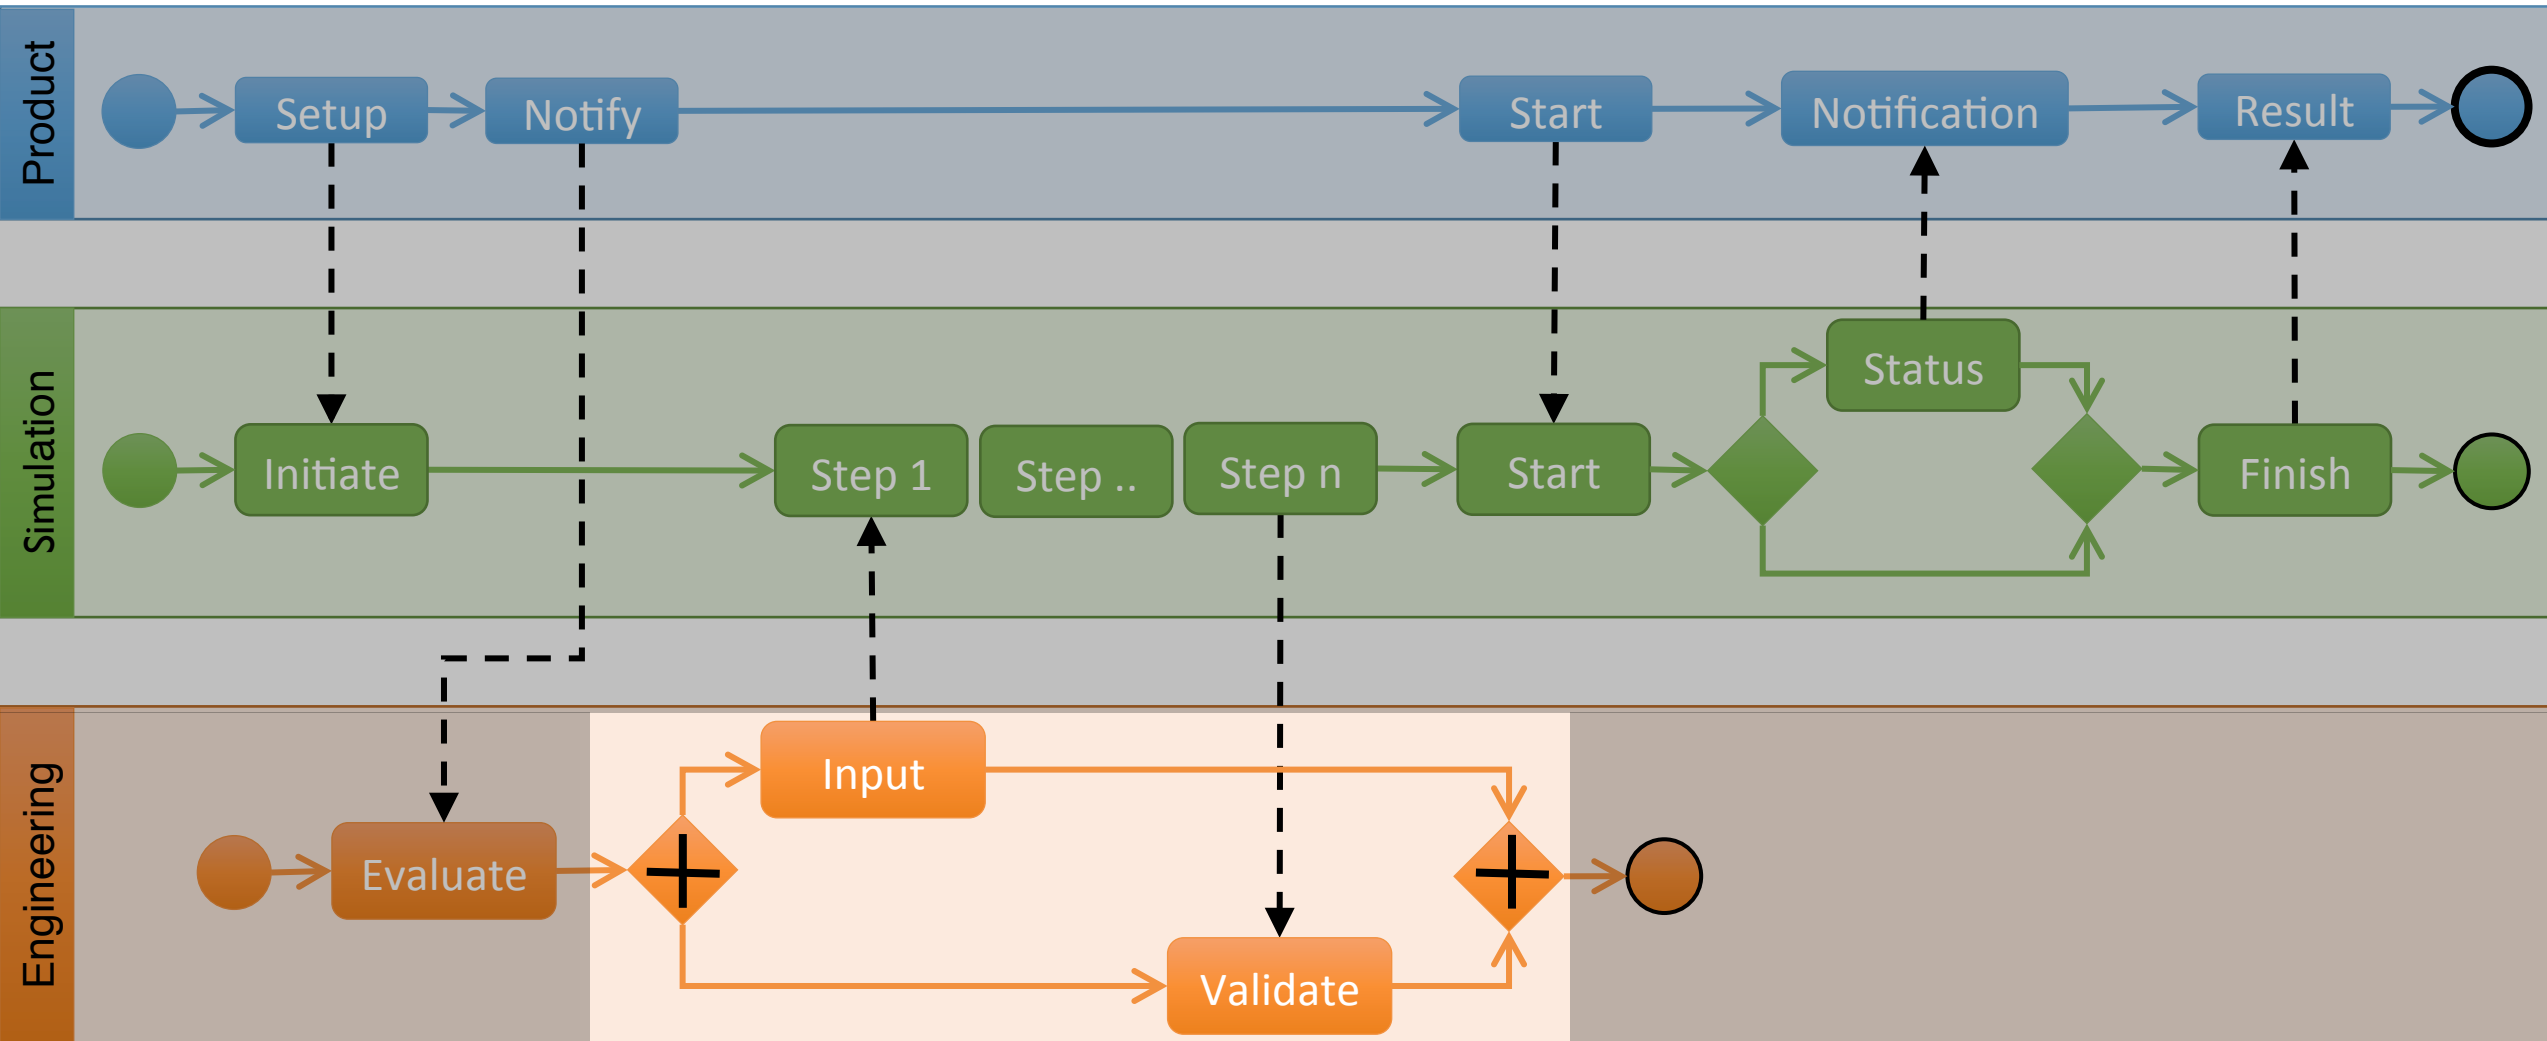 Product
Setup
Notify
Start
Notification
Result
Simulation
Initiate
Step 1
Step ..
Step n
Start
Status
Finish
Engineering
Evaluate
Input
Validate